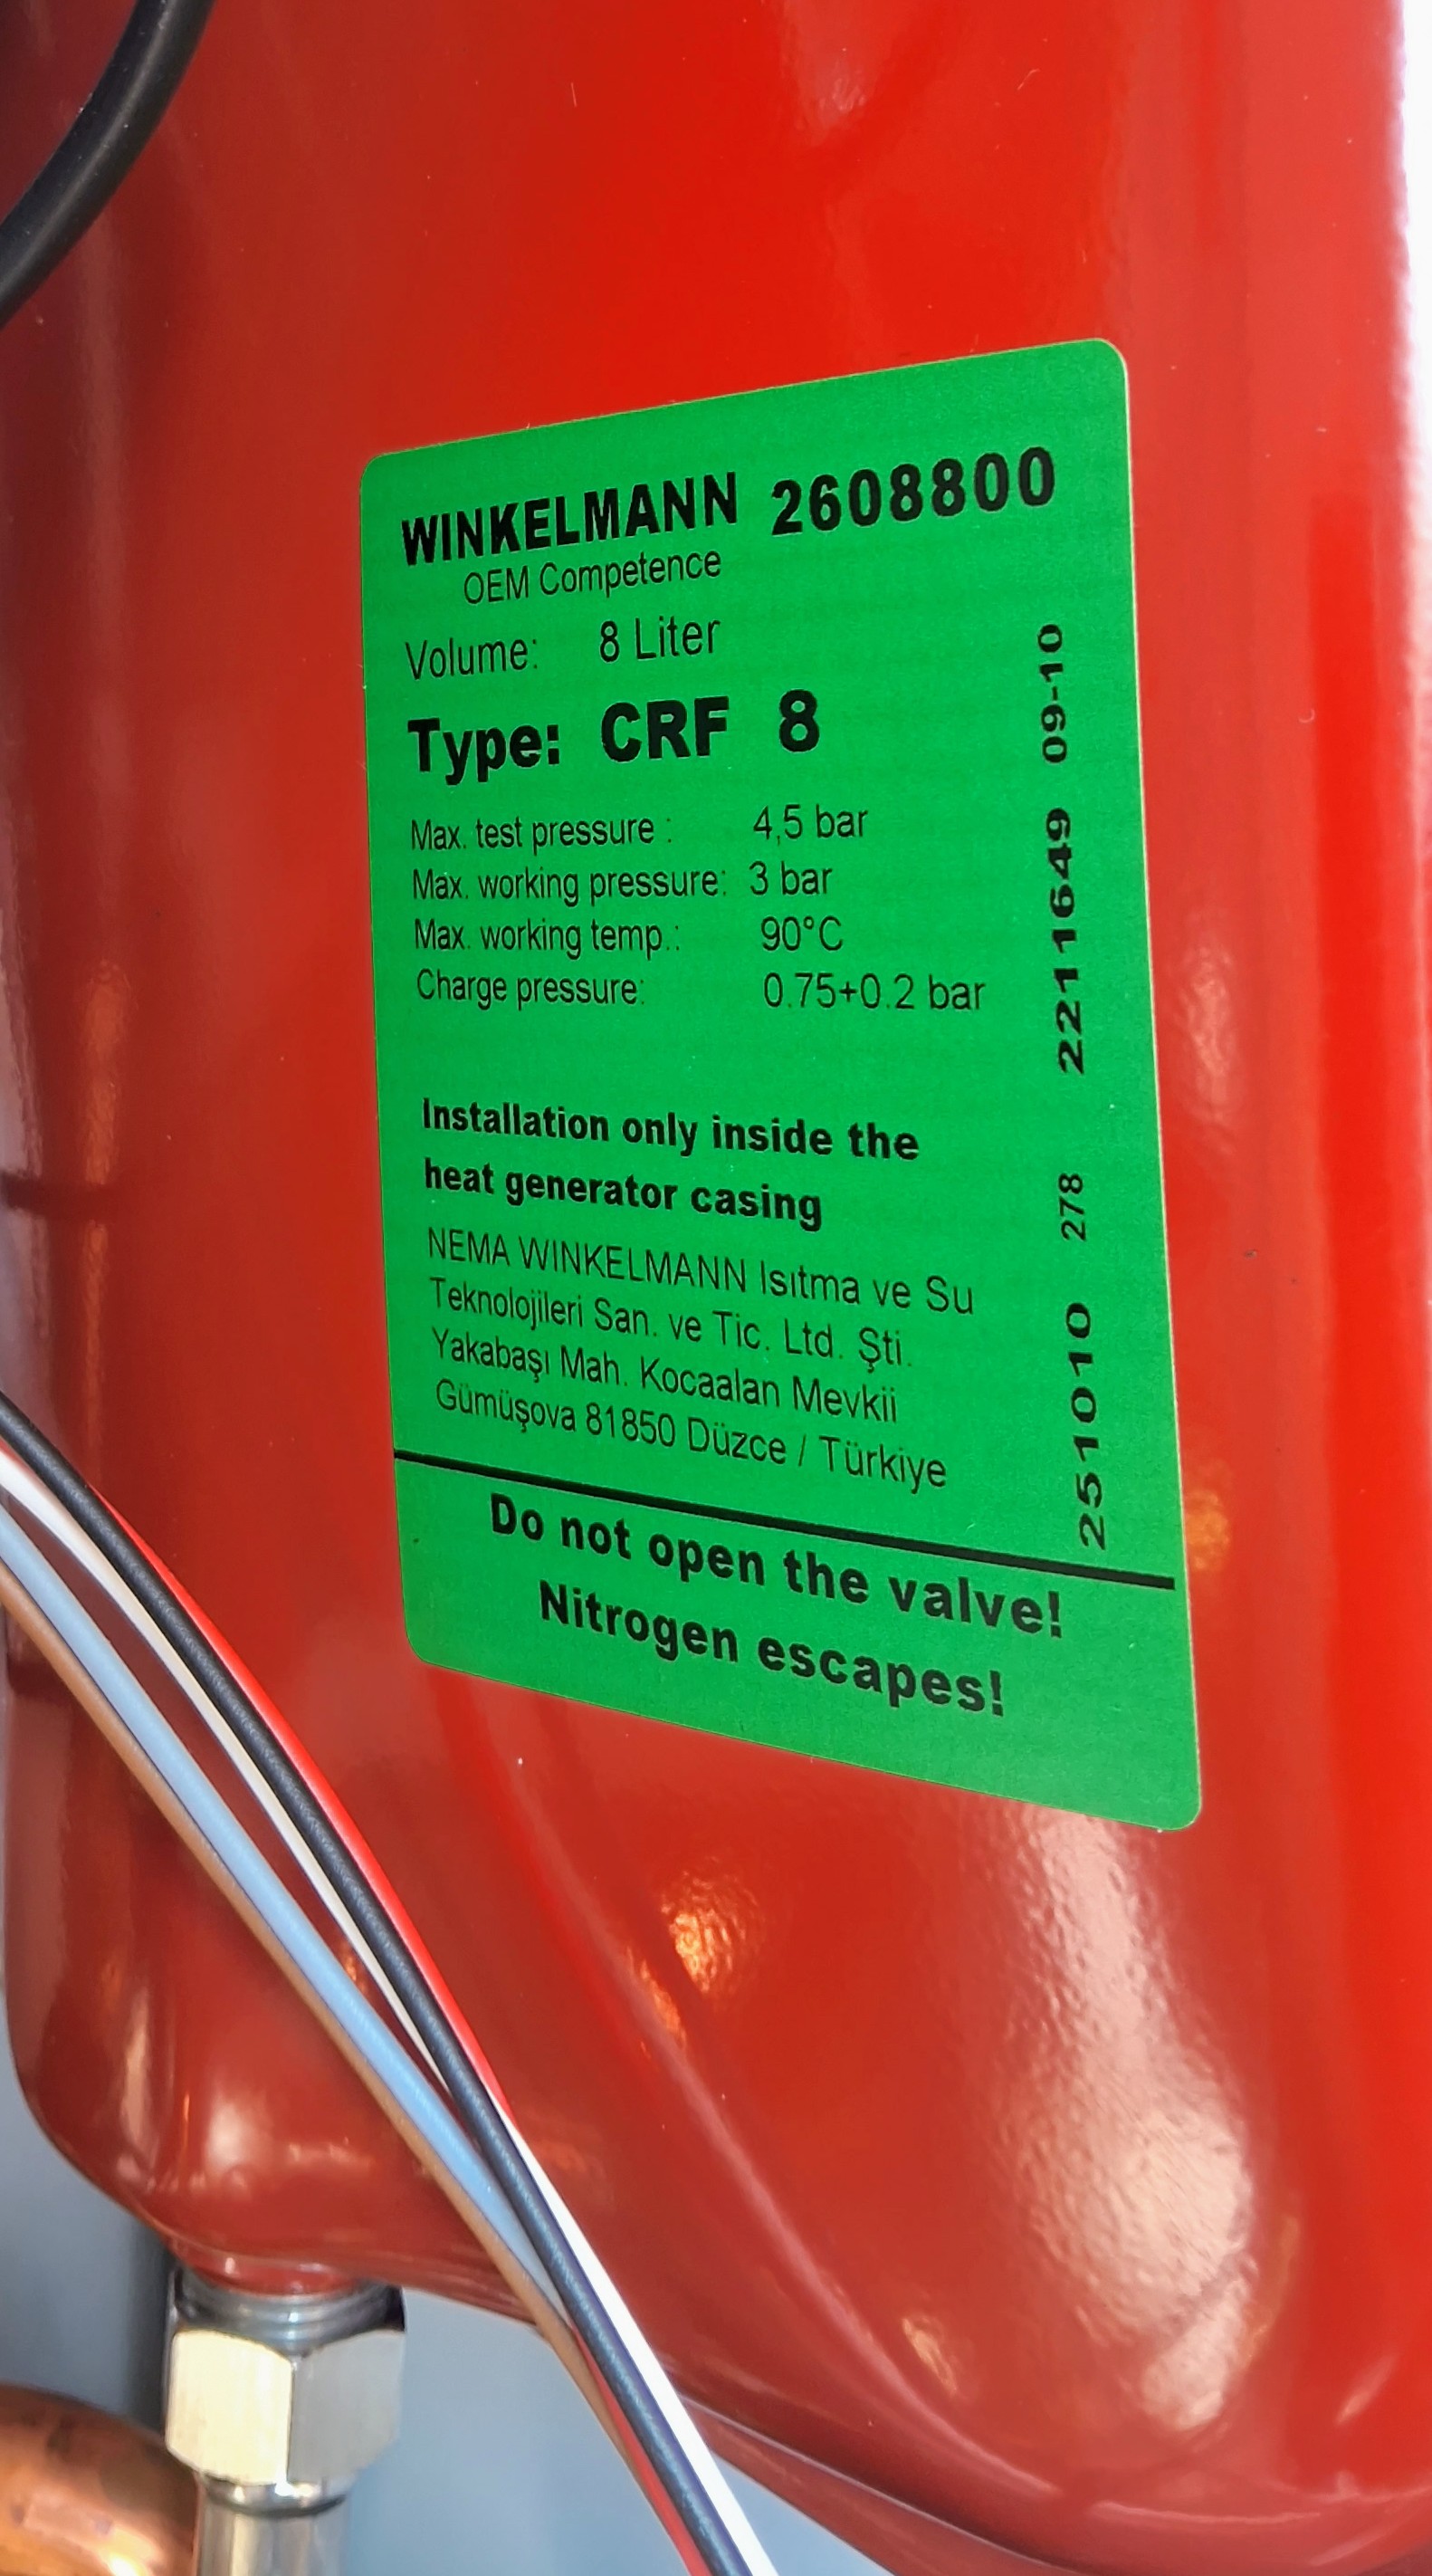 WINKELMANN 2608800
OEM Competence
Volume: 8 Liter
Type: CRF 8
Max. test pressure : 4,5 bar
Max. working pressure: 3 bar
Max. working temp.: 90°C
Charge pressure: 0.75+0.2 bar
Installation only inside the
heat generator casing
NEMA WINKELMANN Isıtma ve Su
Teknolojileri San. ve Tic. Ltd. Şti.
Yakabaşı Mah. Kocaalan Mevkii
Gümüşova 81850 Düzce / Türkiye
251010 278 2211649 09-10
Do not open the valve!
Nitrogen escapes!